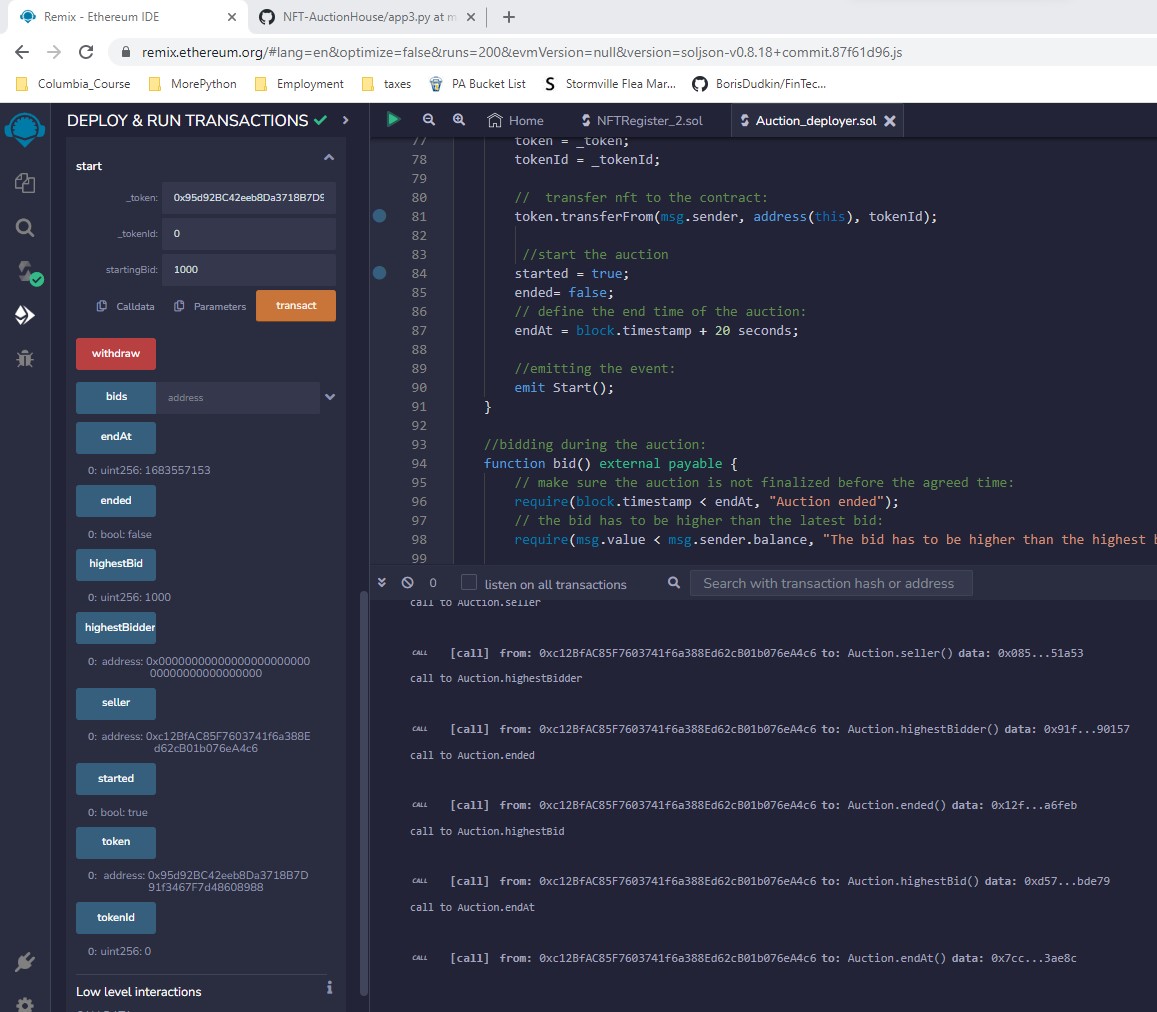 Remix - Ethereum IDE
NFT-AuctionHouse/app3.py at m
remix.ethereum.org/#lang=en&optimize=false&runs=200&evmVersion=null&version=soljson-v0.8.18+commit.87f61d96.js
Columbia_Course
MorePython
Employment
taxes
PA Bucket List
S Stormville Flea Mar...
BorisDudkin/FinTec...
DEPLOY & RUN TRANSACTIONS
start
_token: 0x95d92BC42eeb8Da3718B7D9
_tokenId: 0
startingBid: 1000
Calldata Parameters transact
withdraw
bids address
endAt
0: uint256: 1683557153
ended
0: bool: false
highestBid
0: uint256: 1000
highestBidder
0: address: 0x00000000000000000000000
00000000000000000
seller
0: address: 0xc12BfAC85F7603741f6a388E
d62cB01b076eA4c6
started
0: bool: true
token
0: address: 0x95d92BC42eeb8Da3718B7D
91f3467F7d48608988
tokenId
0: uint256: 0
Low level interactions i
Home
NFTRegister_2.sol
Auction_deployer.sol
77 token = _token;
78 tokenId = _tokenId;
79
80 // transfer nft to the contract:
81 token.transferFrom(msg.sender, address(this), tokenId);
82
83 //start the auction
84 started = true;
85 ended= false;
86 // define the end time of the auction:
87 endAt = block.timestamp + 20 seconds;
88
89 //emitting the event:
90 emit Start();
91 }
92
93 //bidding during the auction:
94 function bid() external payable {
95 // make sure the auction is not finalized before the agreed time:
96 require(block.timestamp < endAt, "Auction ended");
97 // the bid has to be higher than the latest bid:
98 require(msg.value < msg.sender.balance, "The bid has to be higher than the highest b
99
0 listen on all transactions Search with transaction hash or address
call to Auction.seller
CALL [call] from: 0xc12BfAC85F7603741f6a388Ed62cB01b076eA4c6 to: Auction.seller() data: 0x085...51a53
call to Auction.highestBidder
CALL [call] from: 0xc12BfAC85F7603741f6a388Ed62cB01b076eA4c6 to: Auction.highestBidder() data: 0x91f...90157
call to Auction.ended
CALL [call] from: 0xc12BfAC85F7603741f6a388Ed62cB01b076eA4c6 to: Auction.ended() data: 0x12f...a6feb
call to Auction.highestBid
CALL [call] from: 0xc12BfAC85F7603741f6a388Ed62cB01b076eA4c6 to: Auction.highestBid() data: 0xd57...bde79
call to Auction.endAt
CALL [call] from: 0xc12BfAC85F7603741f6a388Ed62cB01b076eA4c6 to: Auction.endAt() data: 0x7cc...3ae8c